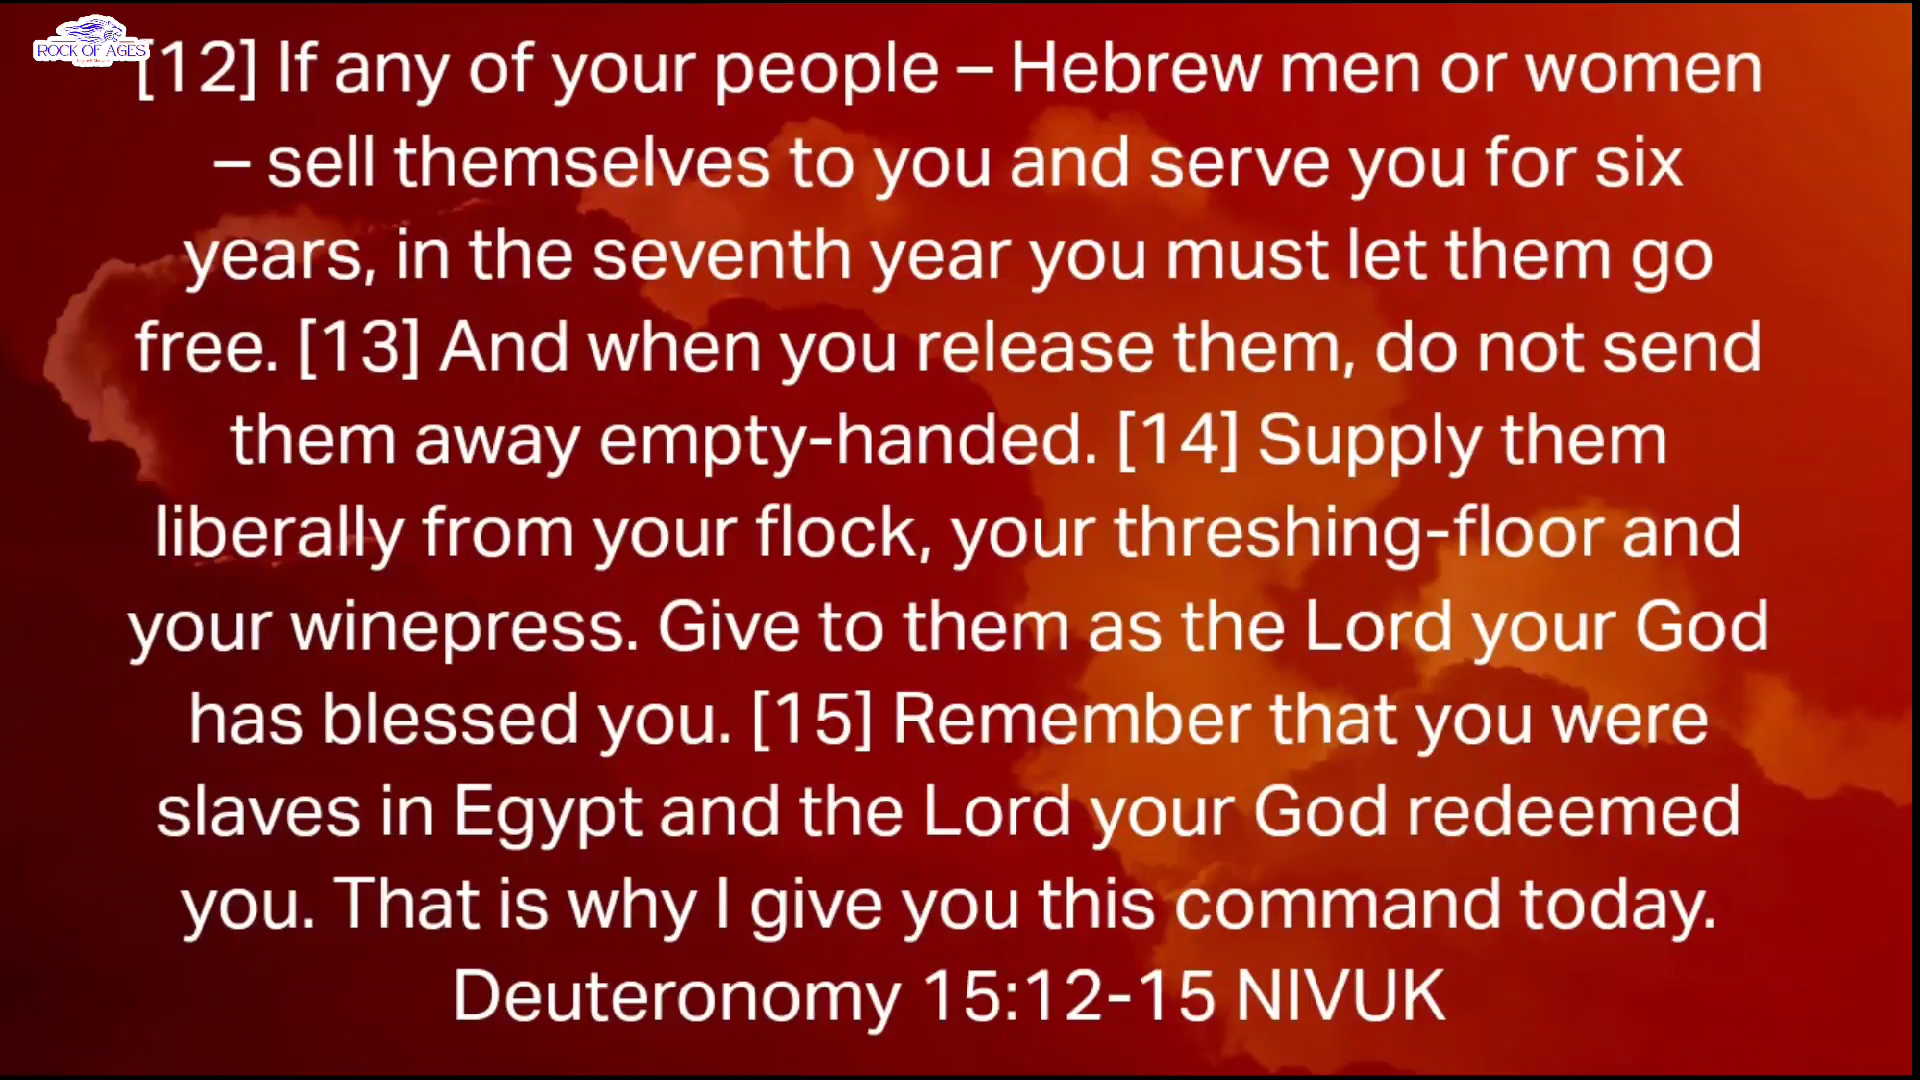 ROCK OF AGES
[12] If any of your people – Hebrew men or women
– sell themselves to you and serve you for six
years, in the seventh year you must let them go
free. [13] And when you release them, do not send
them away empty-handed. [14] Supply them
liberally from your flock, your threshing-floor and
your winepress. Give to them as the Lord your God
has blessed you. [15] Remember that you were
slaves in Egypt and the Lord your God redeemed
you. That is why I give you this command today.
Deuteronomy 15:12-15 NIVUK